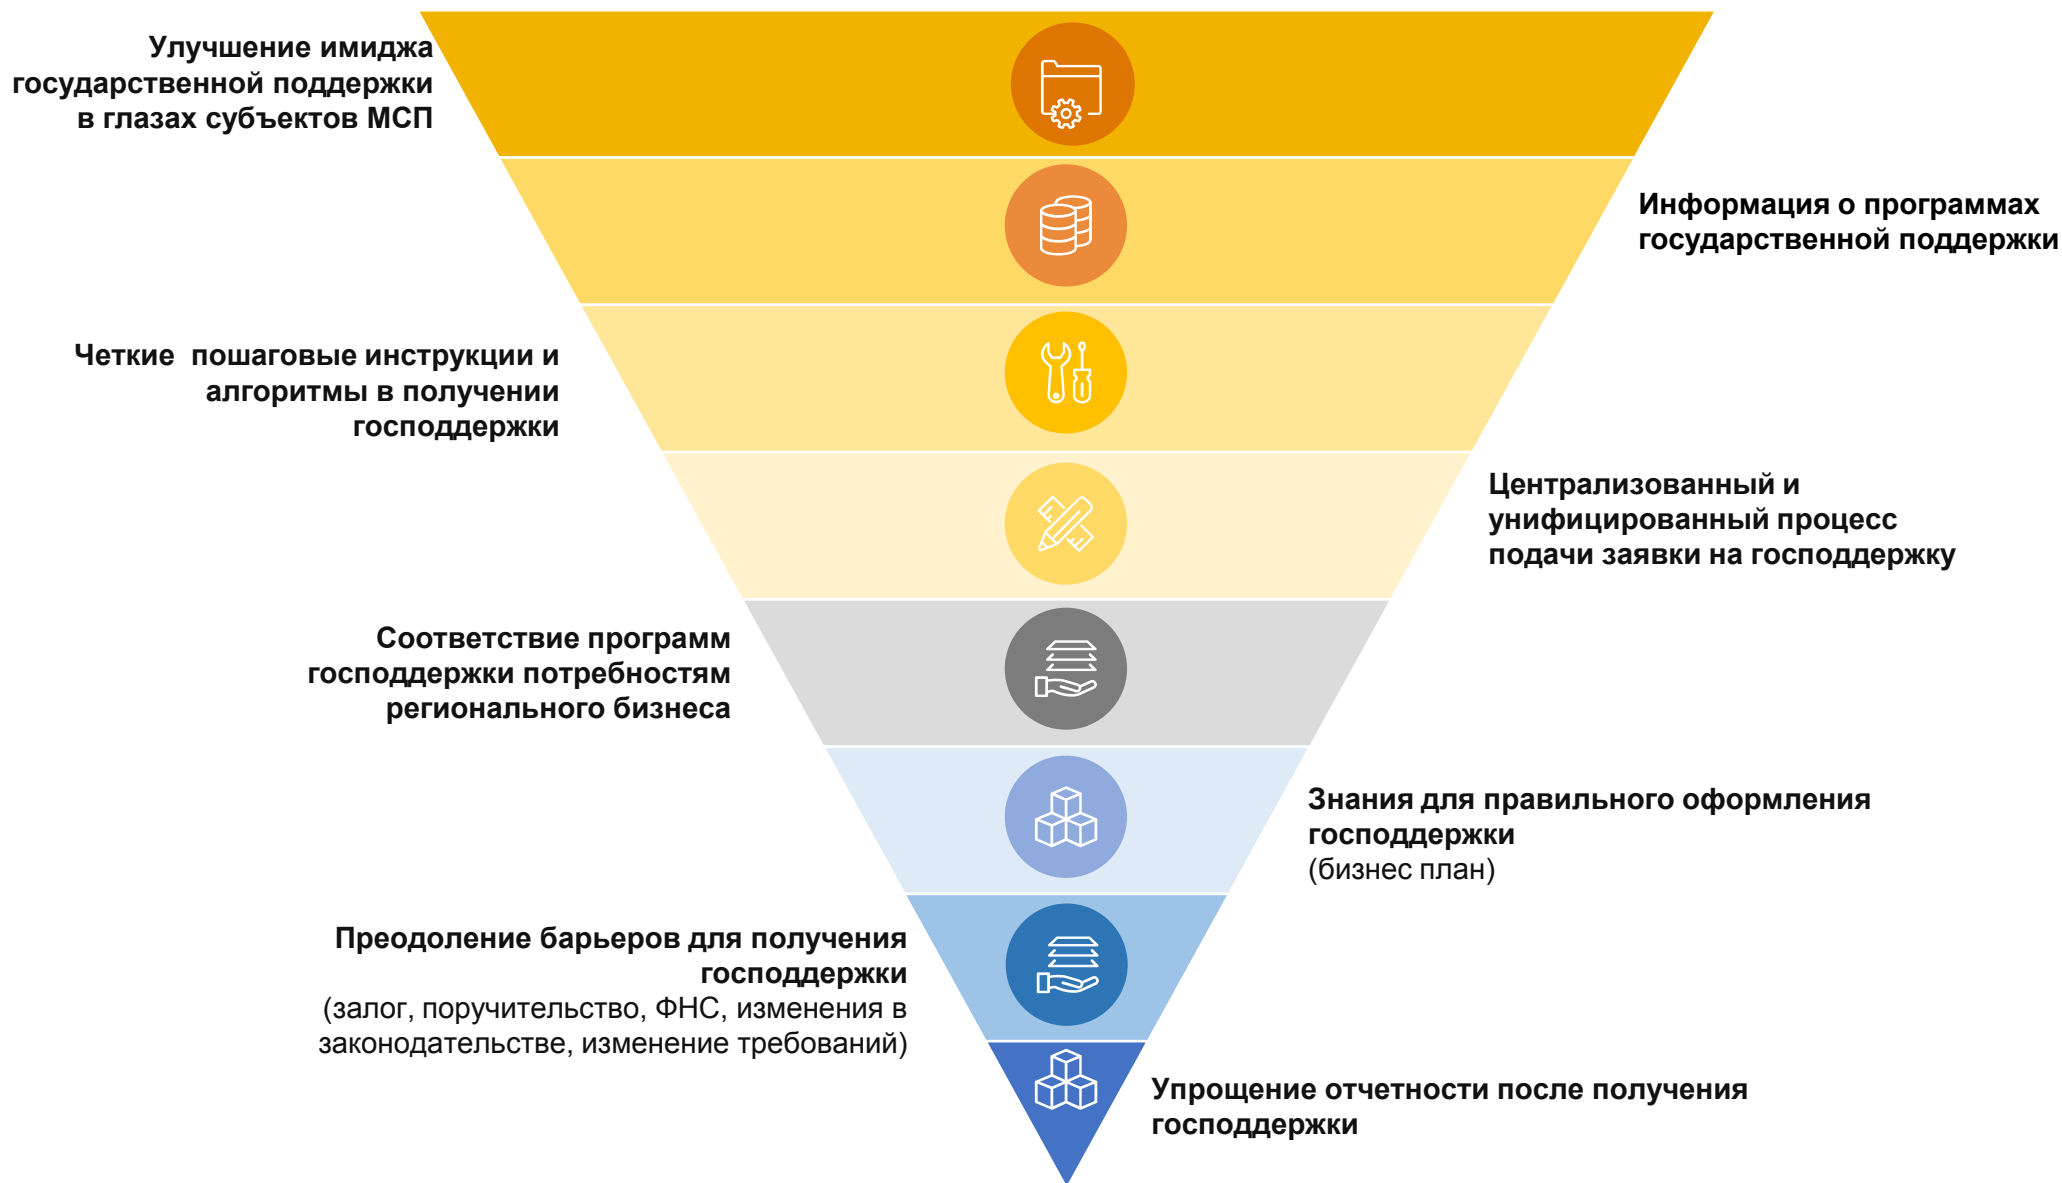 Улучшение имиджа
государственной поддержки
в глазах субъектов МСП
Информация о программах
государственной поддержки
Четкие  пошаговые инструкции и
алгоритмы в получении
господдержки
Централизованный и
унифицированный процесс
подачи заявки на господдержку
Соответствие программ
господдержки потребностям
регионального бизнеса
Знания для правильного оформления
господдержки
(бизнес план)
Преодоление барьеров для получения
господдержки
(залог, поручительство, ФНС, изменения в
законодательстве, изменение требований)
Упрощение отчетности после получения
господдержки